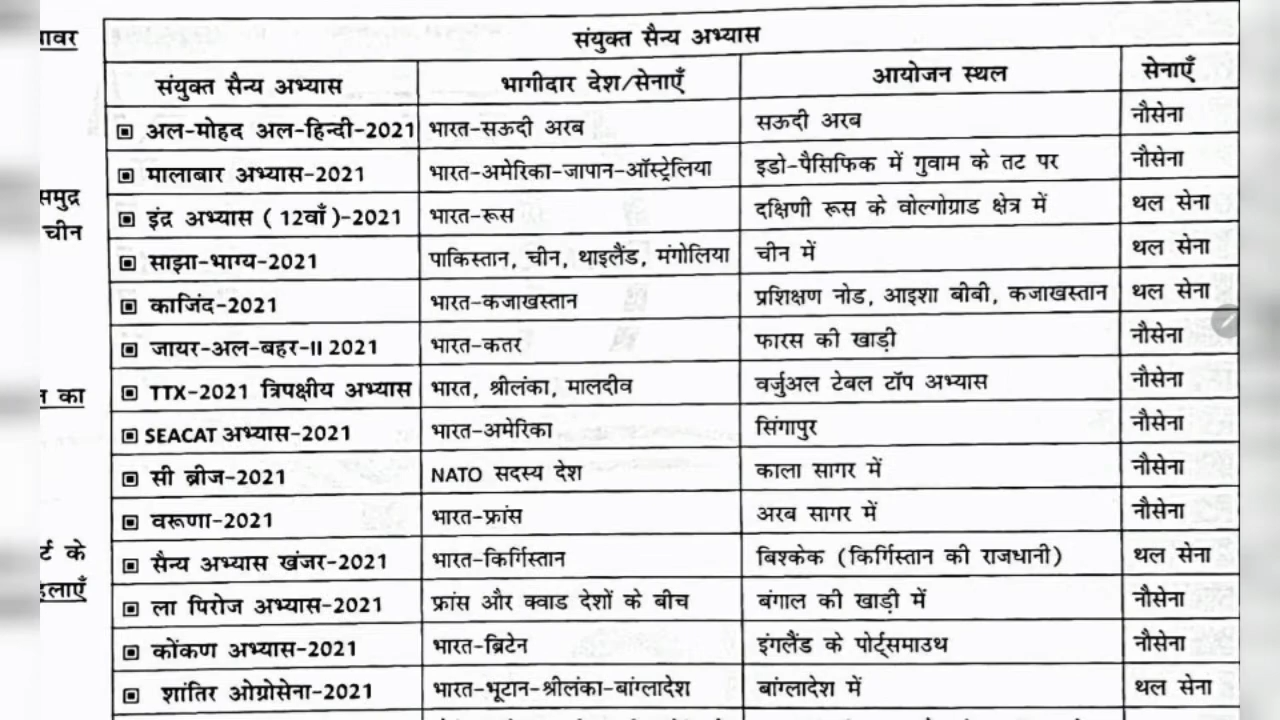 संयुक्त सैन्य अभ्यास
संयुक्त सैन्य अभ्यास भागीदार देश/सेनाएँ आयोजन स्थल सेनाएँ
अल-मोहद अल-हिन्दी-2021 भारत-सऊदी अरब सऊदी अरब नौसेना
मालाबार अभ्यास-2021 भारत-अमेरिका-जापान-ऑस्ट्रेलिया इडो-पैसिफिक में गुवाम के तट पर नौसेना
इंद्र अभ्यास (12वाँ)-2021 भारत-रूस दक्षिणी रूस के वोल्गोग्राड क्षेत्र में थल सेना
समुद्र
चीन
साझा-भाग्य-2021 पाकिस्तान, चीन, थाइलैंड, मंगोलिया चीन में थल सेना
काजिंद-2021 भारत-कजाखस्तान प्रशिक्षण नोड, आइशा बीबी, कजाखस्तान थल सेना
जायर-अल-बहर-II 2021 भारत-कतर फारस की खाड़ी नौसेना
का
TTX-2021 त्रिपक्षीय अभ्यास भारत, श्रीलंका, मालदीव वर्जुअल टेबल टॉप अभ्यास नौसेना
SEACAT अभ्यास-2021 भारत-अमेरिका सिंगापुर नौसेना
सी ब्रीज-2021 NATO सदस्य देश काला सागर में नौसेना
वरूणा-2021 भारत-फ्रांस अरब सागर में नौसेना
के
सैन्य अभ्यास खंजर-2021 भारत-किर्गिस्तान बिश्केक (किर्गिस्तान की राजधानी) थल सेना
ला पिरोज अभ्यास-2021 फ्रांस और क्वाड देशों के बीच बंगाल की खाड़ी में नौसेना
कोंकण अभ्यास-2021 भारत-ब्रिटेन इंगलैंड के पोर्ट्समाउथ नौसेना
शांतिर ओग्रोसेना-2021 भारत-भूटान-श्रीलंका-बांग्लादेश बांग्लादेश में थल सेना